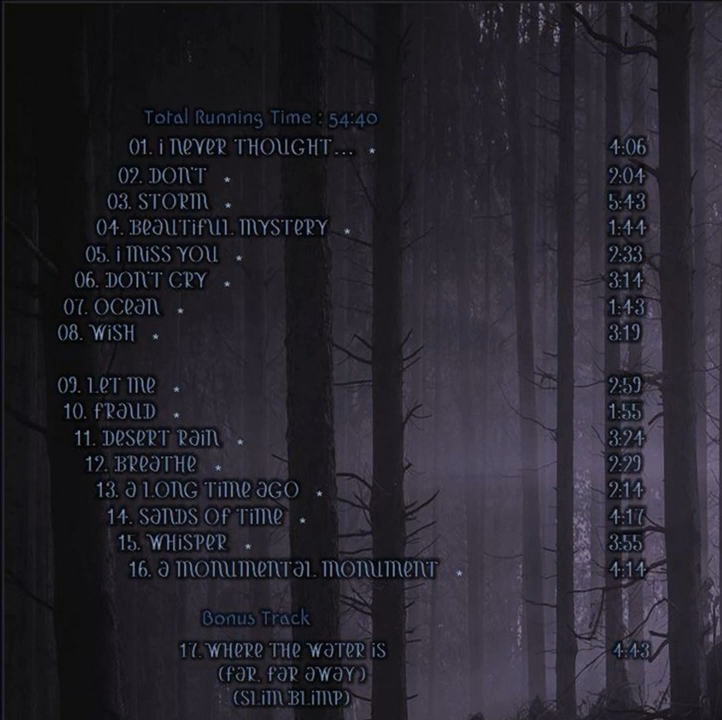 Total Running Time : 54:40
01. i NEVER THOUGHT... * 4:06
02. DON'T * 2:04
03. STORM * 5:43
04. BEAUTIFUL MYSTERY * 1:44
05. i MISS YOU * 2:33
06. DON'T CRY * 3:14
07. OCEAN * 1:43
08. WISH * 3:19
09. LET ME * 2:59
10. FRAUD * 1:55
11. DESERT RAIN * 3:24
12. BREATHE * 2:29
13. A LONG TIME AGO * 2:14
14. SANDS OF TIME * 4:17
15. WHISPER * 3:55
16. A MONUMENTAL MONUMENT * 4:14
Bonus Track
17. WHERE THE WATER IS 4:43
(FAR, FAR AWAY)
(SLIM BLIMP)